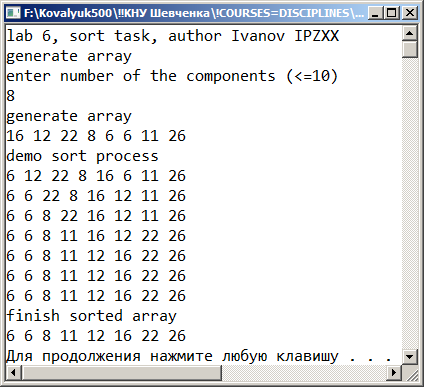 F:\Kovalyuk500\!!КНУ Шевченка\!COURSES=DISCIPLINES\...
lab 6, sort task, author Ivanov IPZXX
generate array
enter number of the components (<=10)
8
generate array
16 12 22 8 6 6 11 26
demo sort process
6 12 22 8 16 6 11 26
6 6 22 8 16 12 11 26
6 6 8 22 16 12 11 26
6 6 8 11 16 12 22 26
6 6 8 11 12 16 22 26
6 6 8 11 12 16 22 26
6 6 8 11 12 16 22 26
finish sorted array
6 6 8 11 12 16 22 26
Для продолжения нажмите любую клавишу . . .